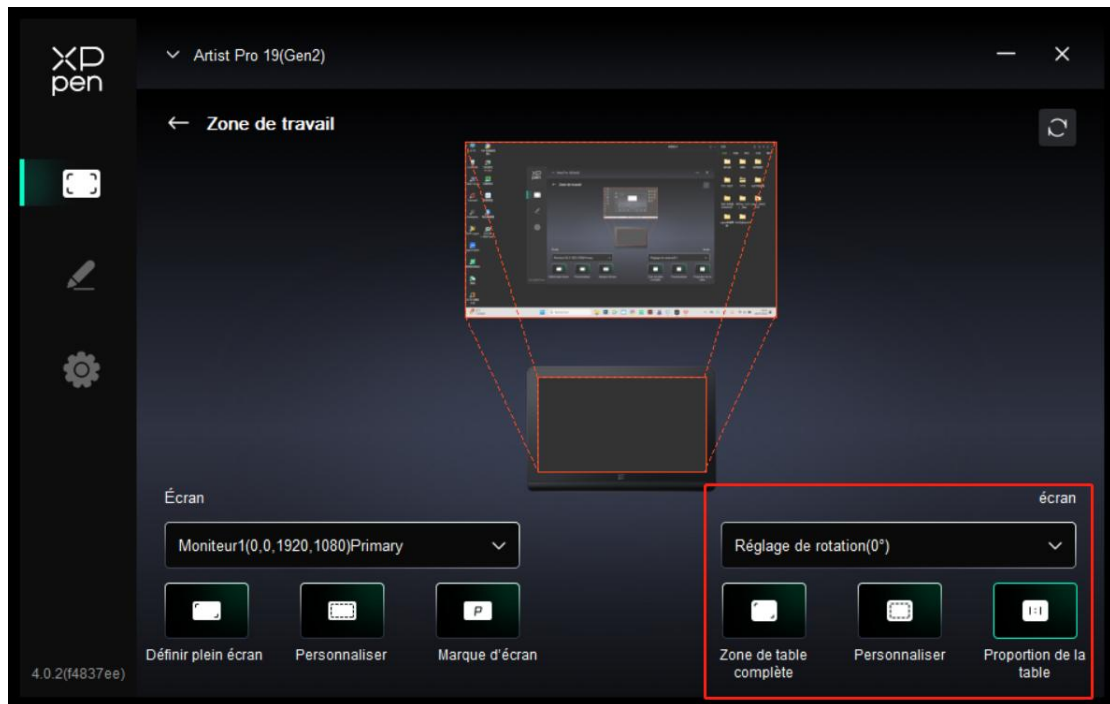 XP
pen
Artist Pro 19(Gen2)
Zone de travail
Écran
écran
Moniteur1(0,0,1920,1080)Primary
Réglage de rotation(0°)
P
1:1
Définir plein écran
Personnaliser
Marque d'écran
Zone de table
complète
Personnaliser
Proportion de la
table
4.0.2(f4837ee)